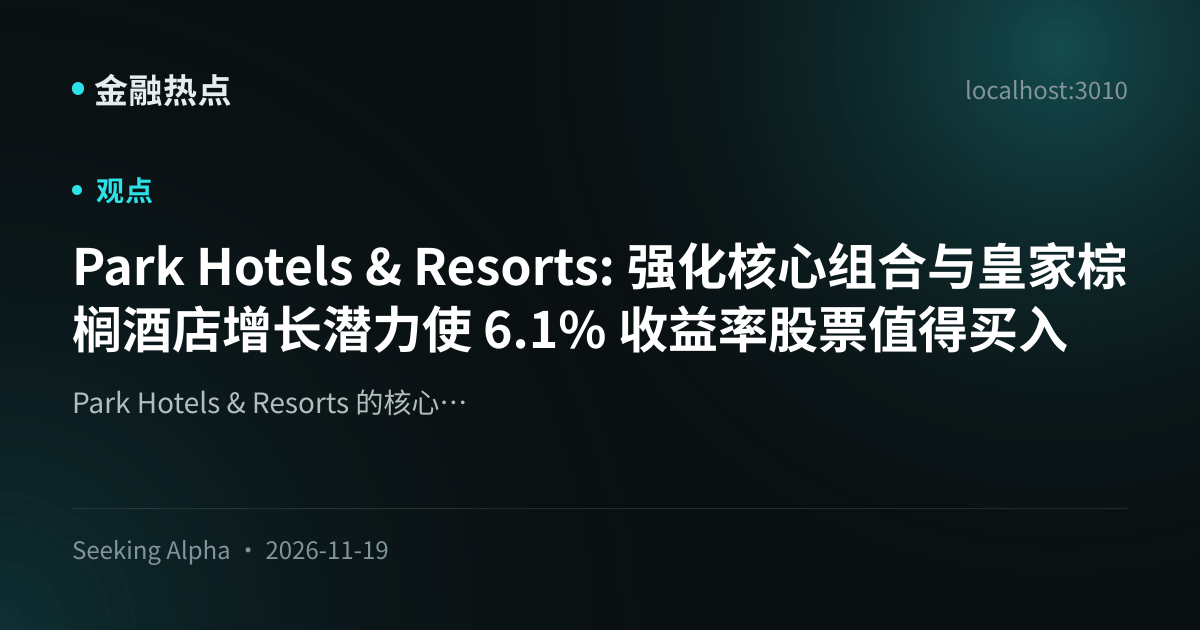 金融热点
localhost:3010
观点
Park Hotels & Resorts: 强化核心组合与皇家棕
榈酒店增长潜力使 6.1% 收益率股票值得买入
Park Hotels & Resorts 的核心…
Seeking Alpha · 2026-11-19